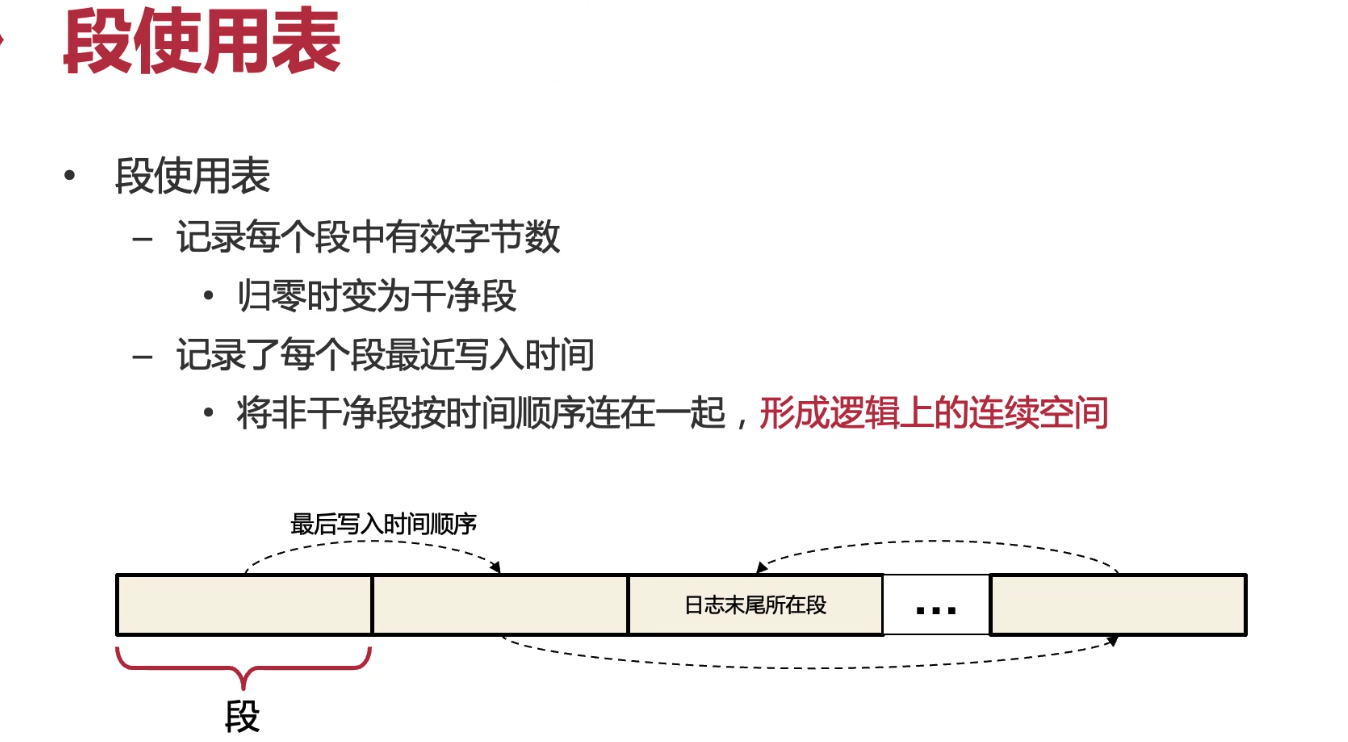 段使用表
• 段使用表
– 记录每个段中有效字节数
• 归零时变为干净段
– 记录了每个段最近写入时间
• 将非干净段按时间顺序连在一起，形成逻辑上的连续空间
最后写入时间顺序
日志末尾所在段
...
段